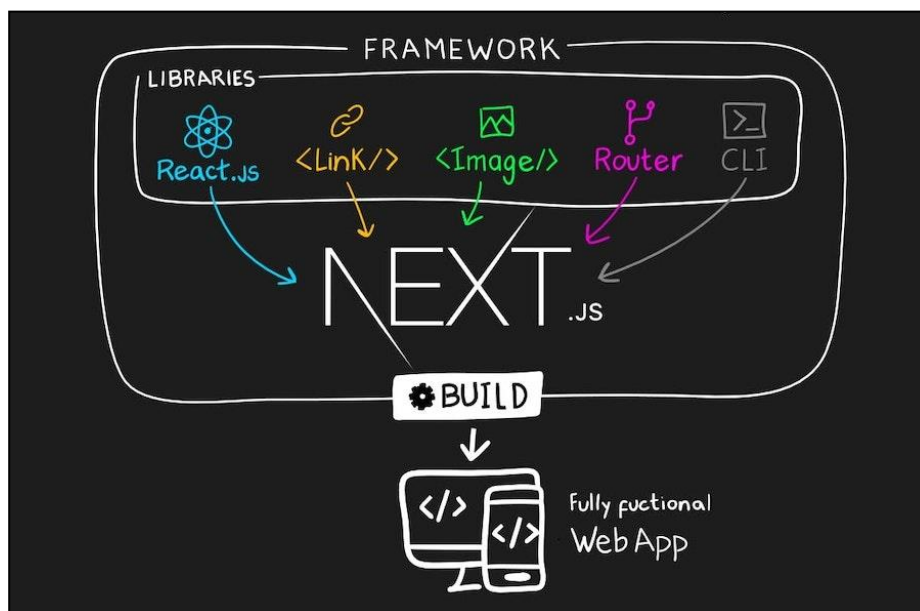 FRAMEWORK
LIBRARIES
React.JS
<LinK/>
<Image/>
Router
>_
CLI
NEXT.JS
BUILD
</>
</>
Fully fuctional
Web App